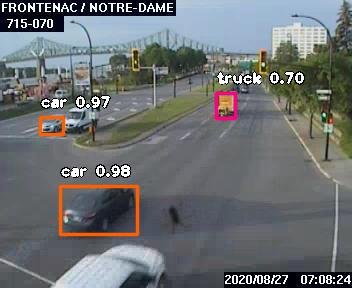 FRONTENAC / NOTRE-DAME
715-070
truck 0.70
car 0.97
car 0.98
2020/08/27 07:08:24